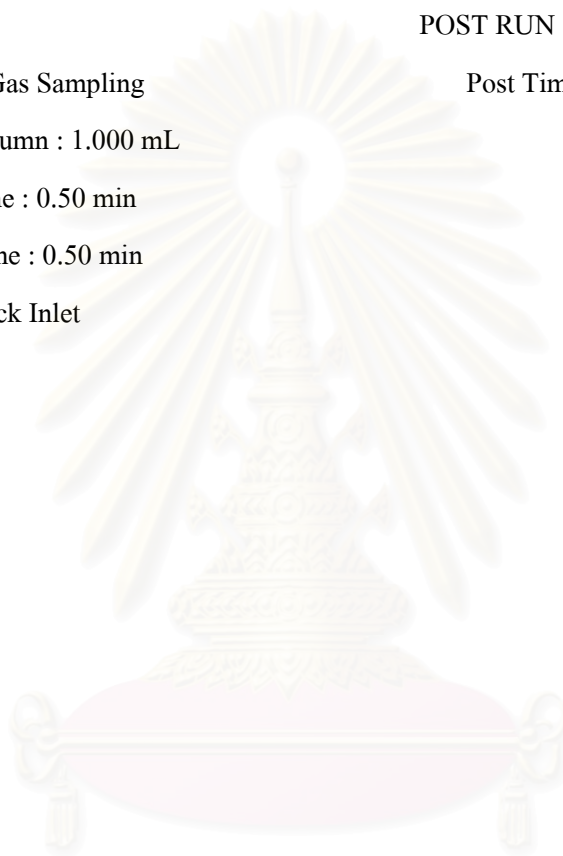 POST RUN
Gas Sampling Post Tim
umn : 1.000 mL
e : 0.50 min
ne : 0.50 min
ck Inlet